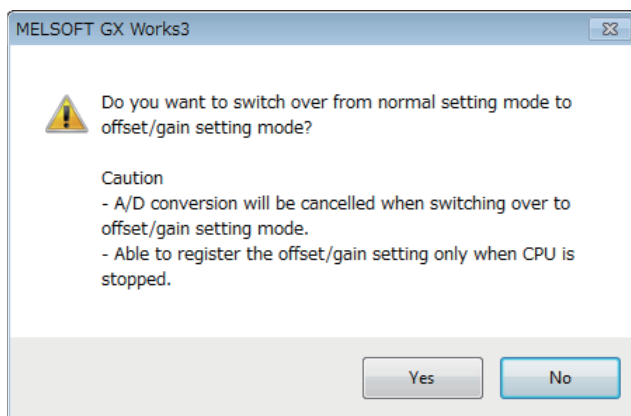 MELSOFT GX Works3
Do you want to switch over from normal setting mode to
offset/gain setting mode?
Caution
- A/D conversion will be cancelled when switching over to
offset/gain setting mode.
- Able to register the offset/gain setting only when CPU is
stopped.
Yes
No